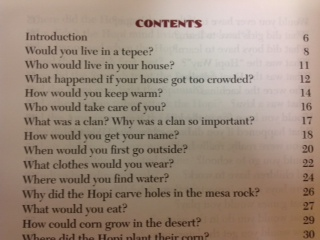 CONTENTS
Introduction 6
Would you live in a tepee? 8
Who would live in your house? 11
What happened if your house got too crowded? 12
How would you keep warm? 14
Who would take care of you? 16
What was a clan? Why was a clan so important? 17
How would you get your name? 18
When would you first go outside? 20
What clothes would you wear? 22
Where would you find water? 24
Why did the Hopi carve holes in the mesa rock? 26
What would you eat? 27
How could corn grow in the desert? 29
Where did the Hopi plant their corn? 30